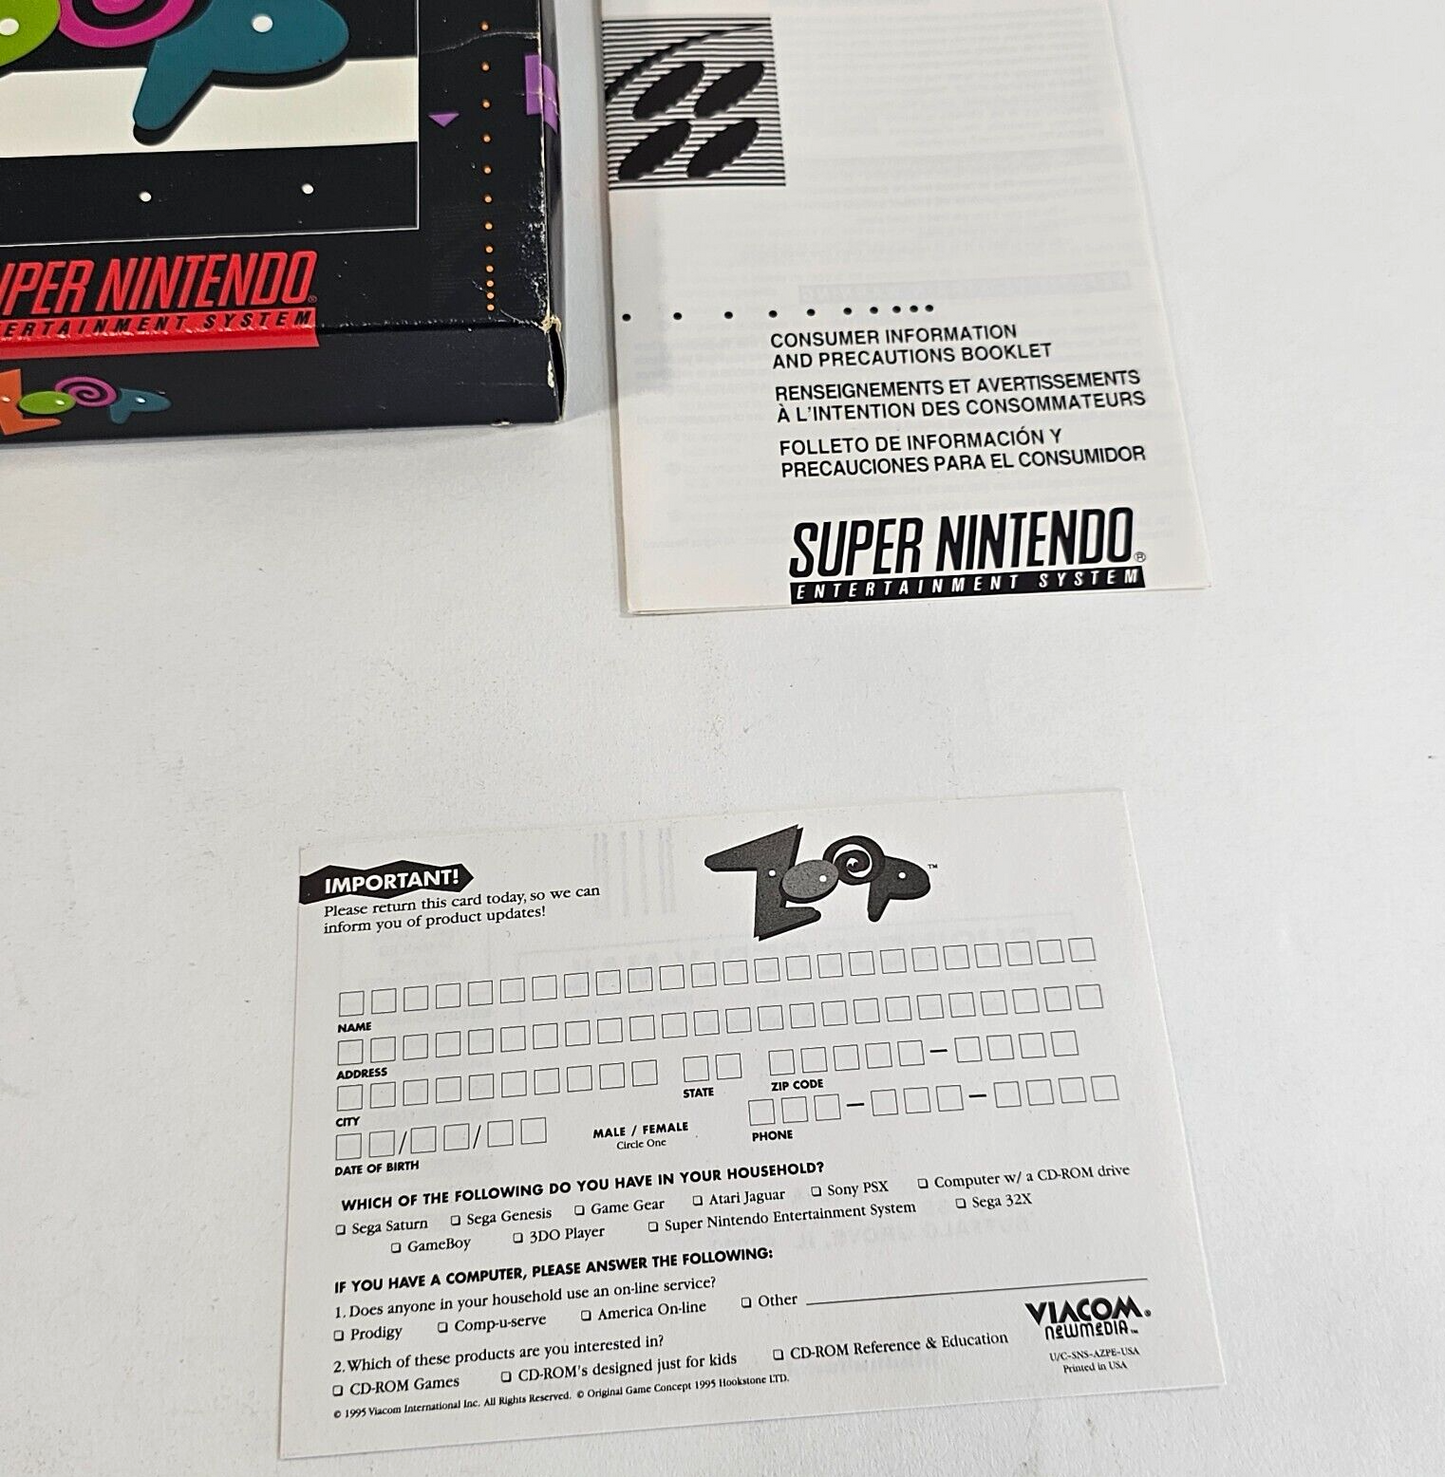 UPER NINTENDO®
ERTAINMENT SYSTEM
Zoop
CONSUMER INFORMATION
AND PRECAUTIONS BOOKLET
RENSEIGNEMENTS ET AVERTISSEMENTS
À L'INTENTION DES CONSOMMATEURS
FOLLETO DE INFORMACIÓN Y
PRECAUCIONES PARA EL CONSUMIDOR
SUPER NINTENDO®
ENTERTAINMENT SYSTEM
IMPORTANT!
Please return this card today, so we can
inform you of product updates!
Zoop™
NAME
ADDRESS
CITY
STATE
ZIP CODE
DATE OF BIRTH
MALE / FEMALE
Circle One
PHONE
WHICH OF THE FOLLOWING DO YOU HAVE IN YOUR HOUSEHOLD?
❏ Sega Saturn ❏ Sega Genesis ❏ Game Gear ❏ Atari Jaguar ❏ Sony PSX ❏ Computer w/ a CD-ROM drive
❏ GameBoy ❏ 3DO Player ❏ Super Nintendo Entertainment System ❏ Sega 32X
IF YOU HAVE A COMPUTER, PLEASE ANSWER THE FOLLOWING:
1. Does anyone in your household use an on-line service?
❏ Prodigy ❏ Comp-u-serve ❏ America On-line ❏ Other
2. Which of these products are you interested in?
❏ CD-ROM Games ❏ CD-ROM's designed just for kids ❏ CD-ROM Reference & Education
© 1995 Viacom International Inc. All Rights Reserved. © Original Game Concept 1995 Hookstone LTD.
VIACOM®
newmedia™
U/C-SNS-AZPE-USA
Printed in USA